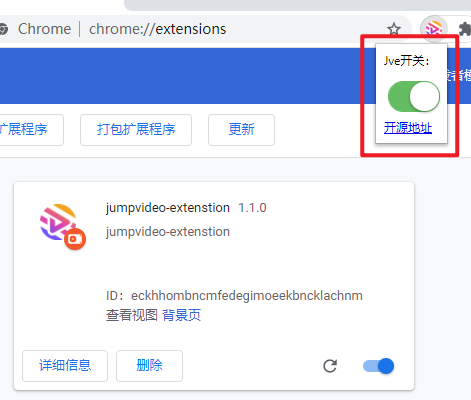 Chrome | chrome://extensions
Jve开关：
开源地址
扩展程序
打包扩展程序
更新
jumpvideo-extenstion 1.1.0
jumpvideo-extenstion
ID：eckhhombncmfedegimoeekbncklachnm
查看视图 背景页
详细信息
删除